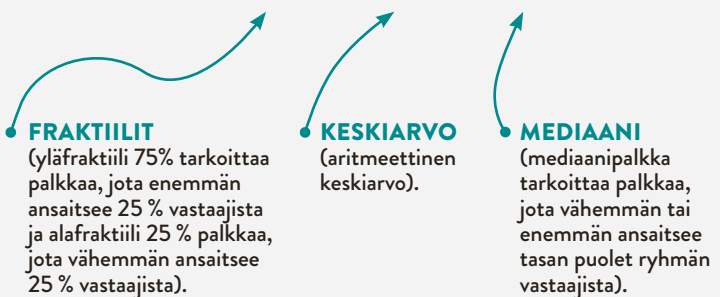 FRAKTIILIT
(yläfraktiili 75% tarkoittaa
palkkaa, jota enemmän
ansaitsee 25 % vastaajista
ja alafraktiili 25 % palkkaa,
jota vähemmän ansaitsee
25 % vastaajista).
KESKIARVO
(aritmeettinen
keskiarvo).
MEDIAANI
(mediaanipalkka
tarkoittaa palkkaa,
jota vähemmän tai
enemmän ansaitsee
tasan puolet ryhmän
vastaajista).